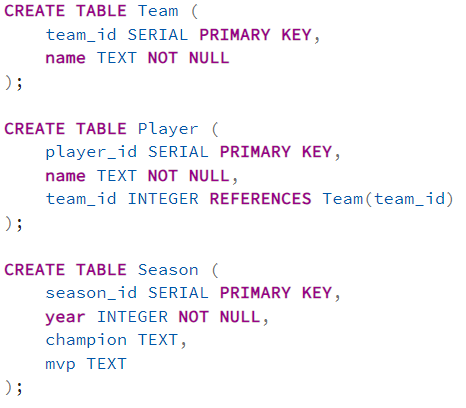 CREATE TABLE Team (
    team_id SERIAL PRIMARY KEY,
    name TEXT NOT NULL
);

CREATE TABLE Player (
    player_id SERIAL PRIMARY KEY,
    name TEXT NOT NULL,
    team_id INTEGER REFERENCES Team(team_id)
);

CREATE TABLE Season (
    season_id SERIAL PRIMARY KEY,
    year INTEGER NOT NULL,
    champion TEXT,
    mvp TEXT
);